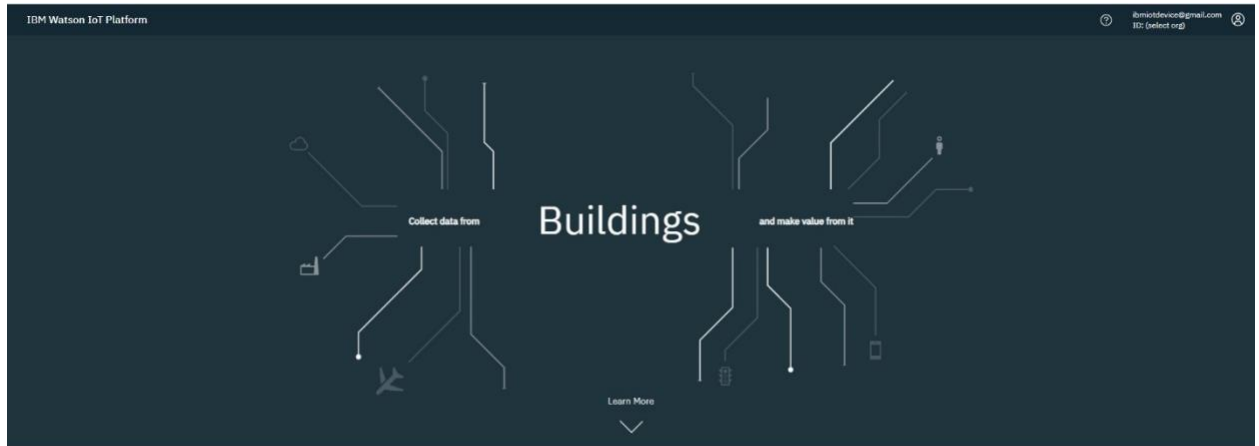 IBM Watson IoT Platform
ibmiotdevice@gmail.com
ID: (select org)
Collect data from
Buildings
and make value from it
Learn More